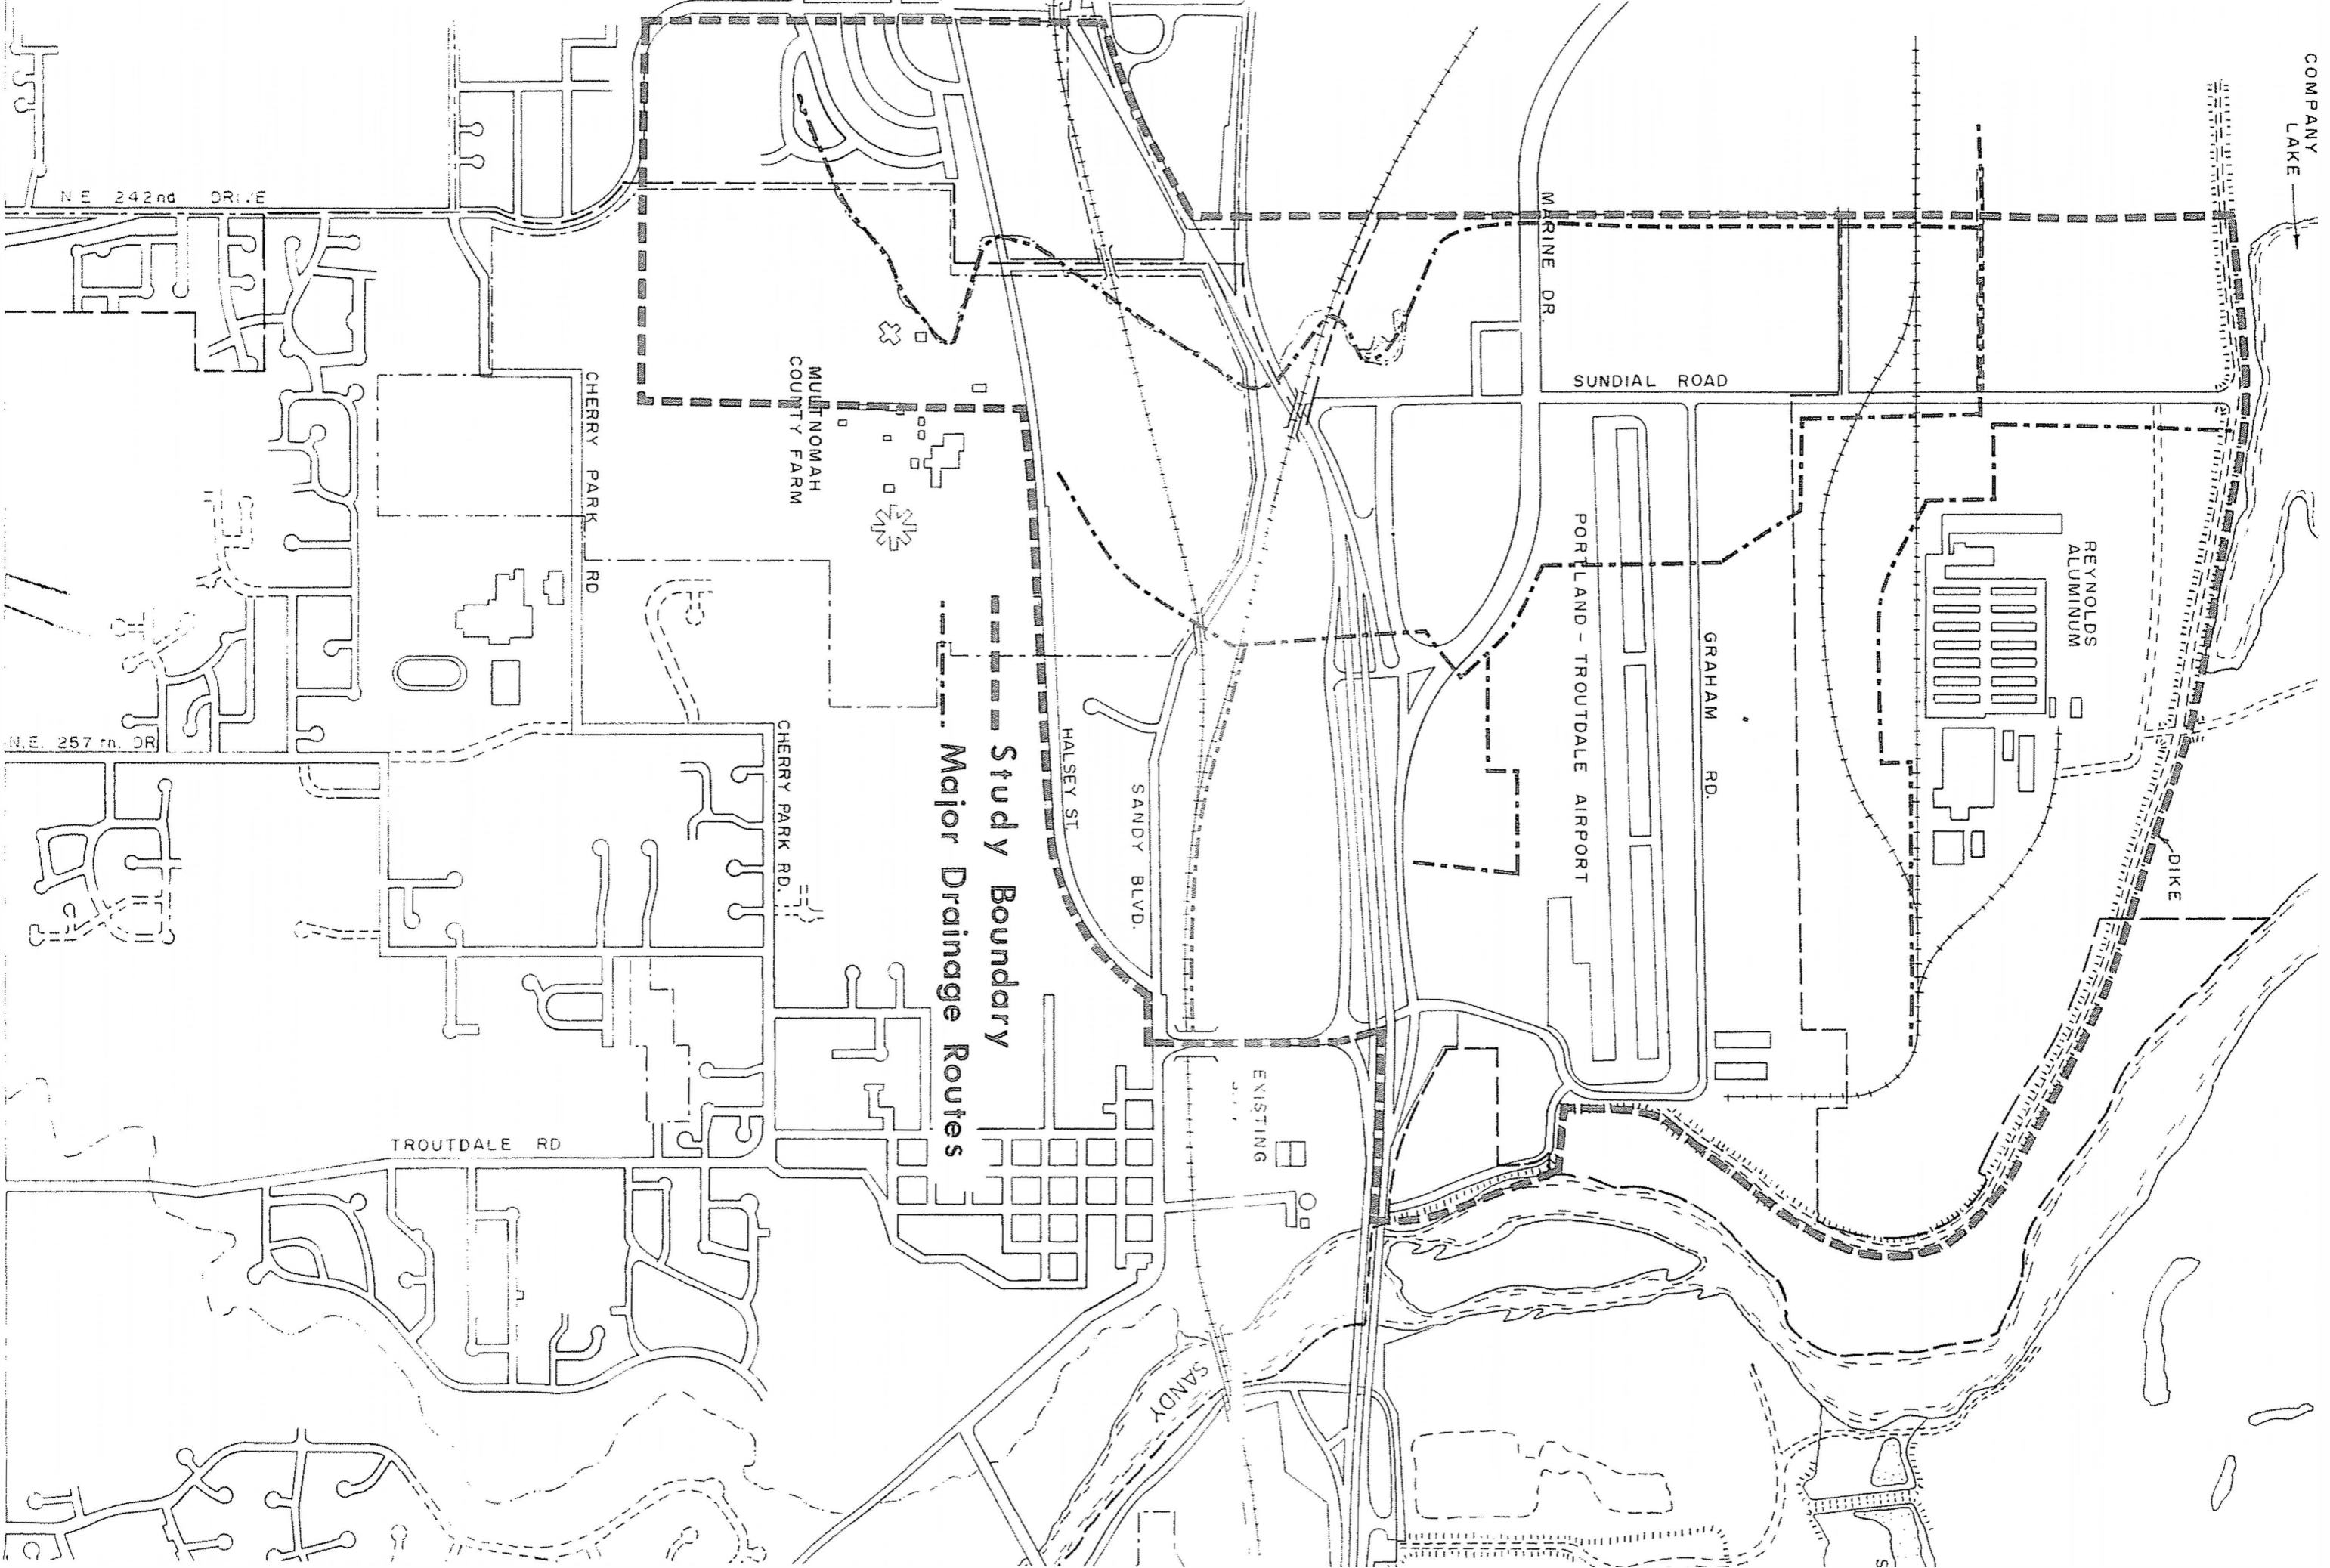 COMPANY
LAKE
N E 242nd DRIVE
MARINE DR.
SUNDIAL ROAD
CHERRY PARK RD
MULTNOMAH
COUNTY FARM
REYNOLDS
ALUMINUM
PORTLAND - TROUTDALE AIRPORT
GRAHAM RD.
N.E. 257 th. DR
CHERRY PARK RD.
HALSEY ST.
SANDY BLVD.
DIKE
Study Boundary
Major Drainage Routes
EXISTING
TROUTDALE RD
SANDY
S